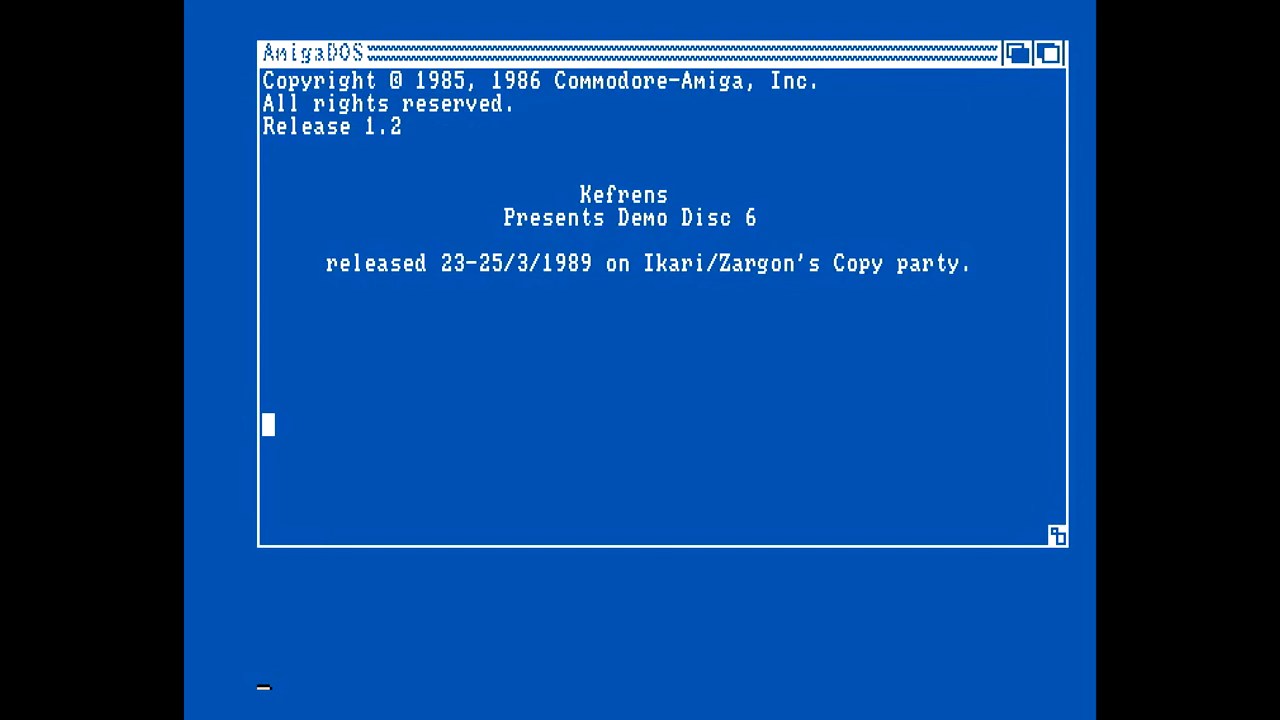 AmigaDOS
Copyright © 1985, 1986 Commodore-Amiga, Inc.
All rights reserved.
Release 1.2
Kefrens
Presents Demo Disc 6
released 23-25/3/1989 on Ikari/Zargon's Copy party.